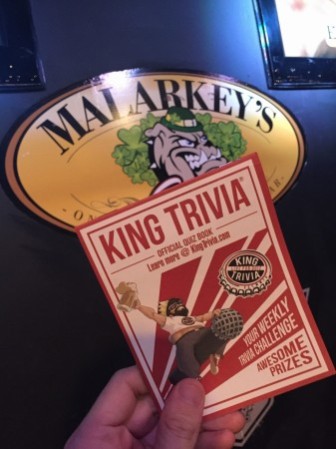 MALARKEY'S
KING TRIVIA
OFFICIAL QUIZ BOOK
Learn more @ KingTrivia.com
KING
TRIVIA
YOUR WEEKLY
TRIVIA CHALLENGE
AWESOME
PRIZES